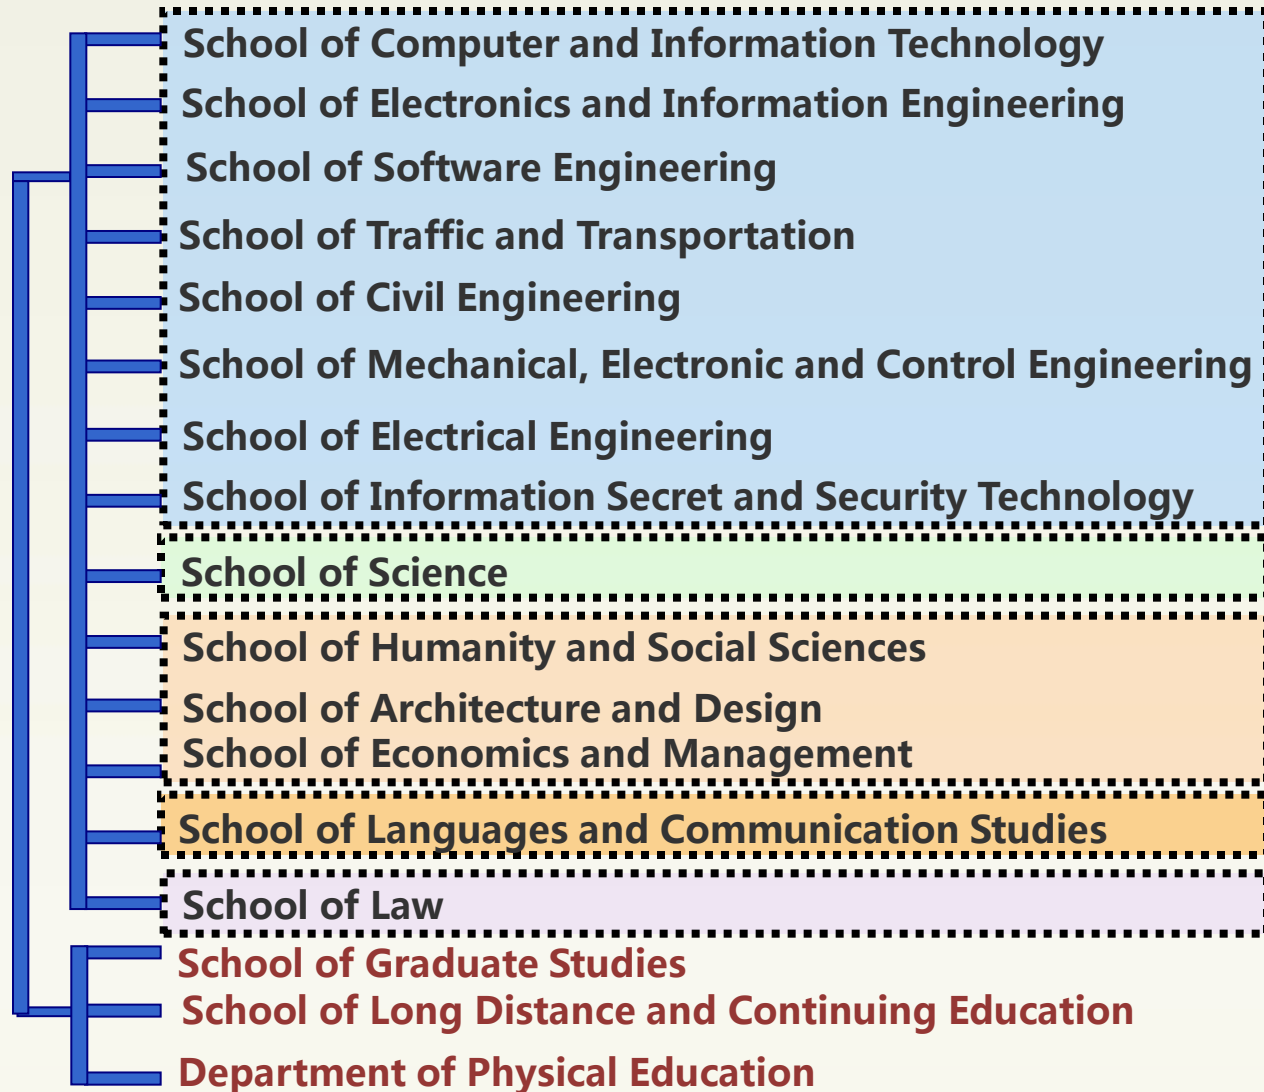 School of Computer and Information Technology
School of Electronics and Information Engineering
School of Software Engineering
School of Traffic and Transportation
School of Civil Engineering
School of Mechanical, Electronic and Control Engineering
School of Electrical Engineering
School of Information Secret and Security Technology
School of Science
School of Humanity and Social Sciences
School of Architecture and Design
School of Economics and Management
School of Languages and Communication Studies
School of Law
School of Graduate Studies
School of Long Distance and Continuing Education
Department of Physical Education